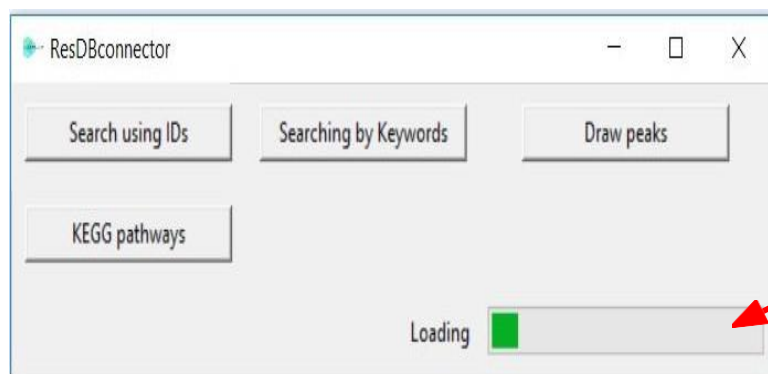 ResDBconnector
Search using IDs
Searching by Keywords
Draw peaks
KEGG pathways
Loading